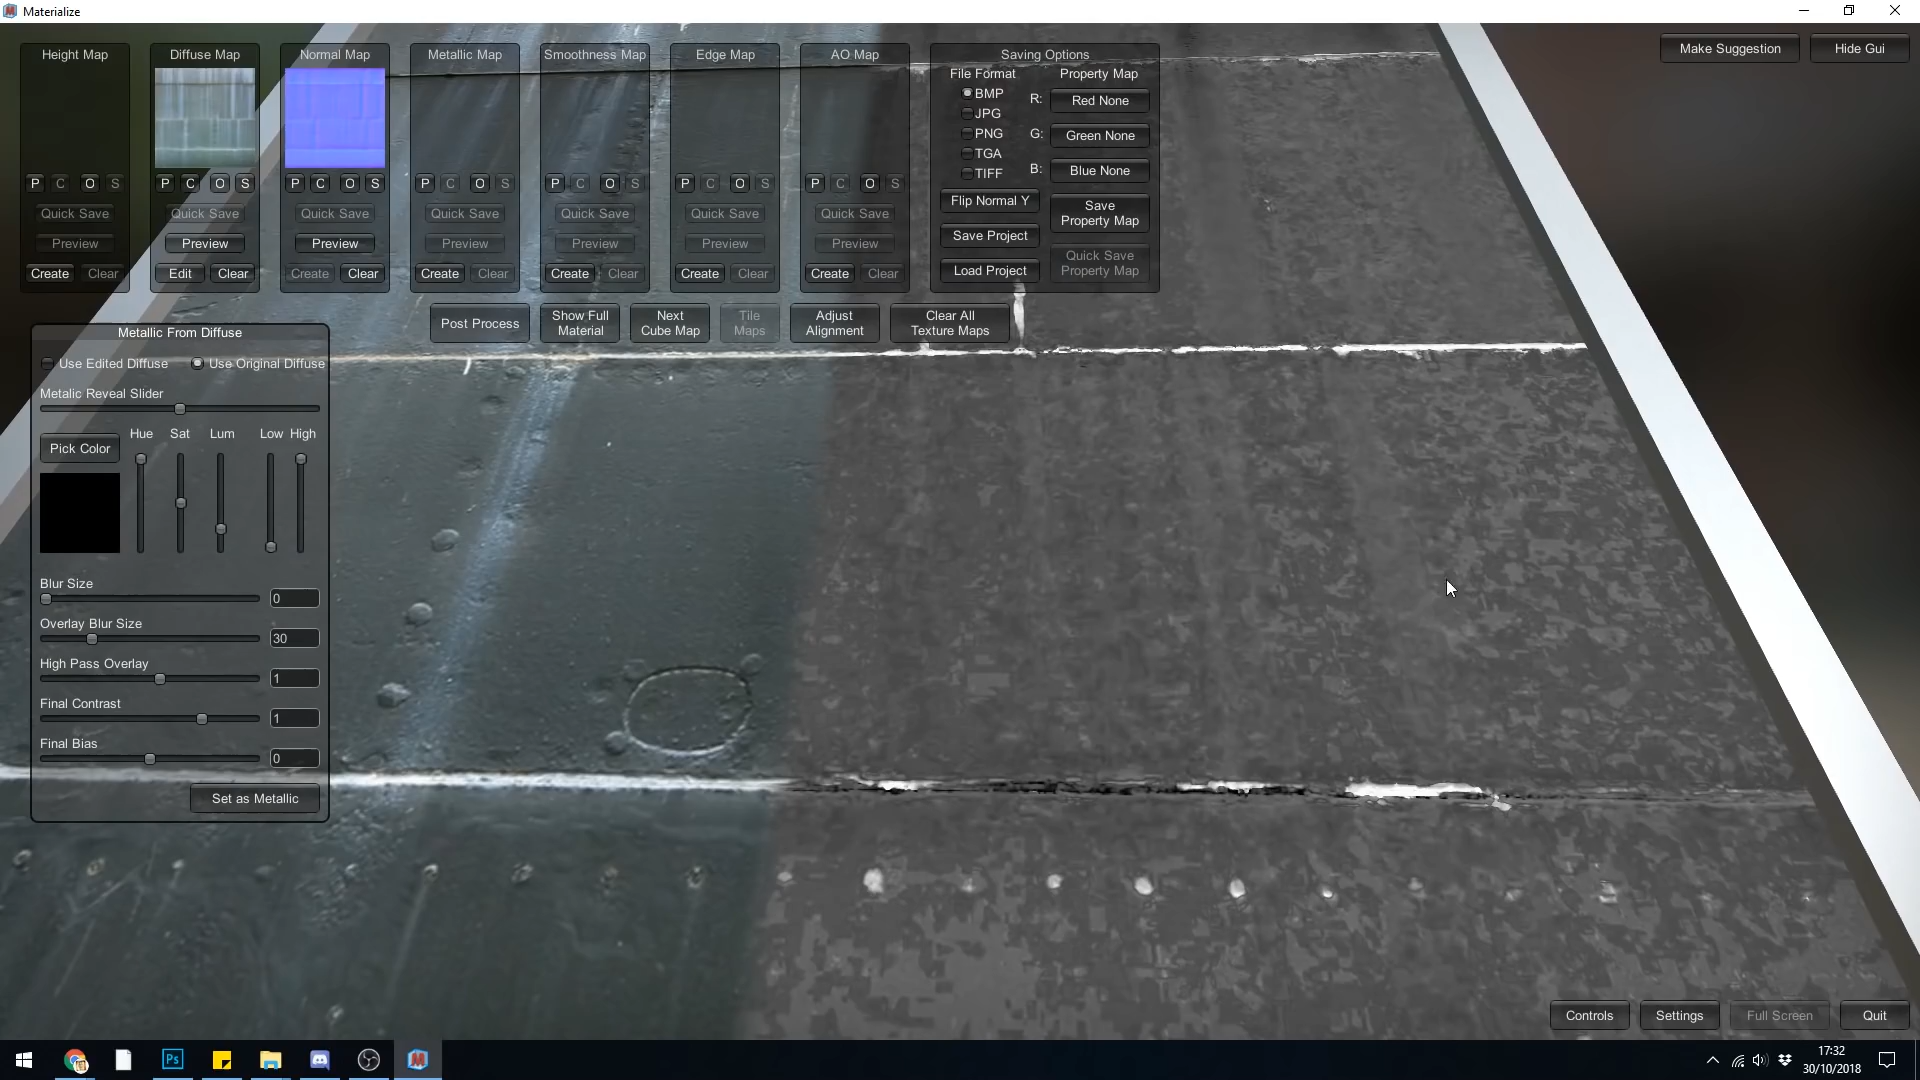 Materialize
Make Suggestion
Hide Gui
Height Map
Diffuse Map
Normal Map
Metallic Map
Smoothness Map
Edge Map
AO Map
P C O S
P C O S
P C O S
P C O S
P C O S
P C O S
P C O S
Quick Save
Quick Save
Quick Save
Quick Save
Quick Save
Quick Save
Quick Save
Preview
Preview
Preview
Preview
Preview
Preview
Preview
Create Clear
Edit Clear
Create Clear
Create Clear
Create Clear
Create Clear
Create Clear
Saving Options
File Format
Property Map
BMP
JPG
PNG
TGA
TIFF
R: Red None
G: Green None
B: Blue None
Flip Normal Y
Save Project
Load Project
Save
Property Map
Quick Save
Property Map
Post Process
Show Full
Material
Next
Cube Map
Tile
Maps
Adjust
Alignment
Clear All
Texture Maps
Metallic From Diffuse
Use Edited Diffuse
Use Original Diffuse
Metalic Reveal Slider
Hue Sat Lum Low High
Pick Color
Blur Size
0
Overlay Blur Size
30
High Pass Overlay
1
Final Contrast
1
Final Bias
0
Set as Metallic
Controls
Settings
Full Screen
Quit
Ps
17:32
30/10/2018